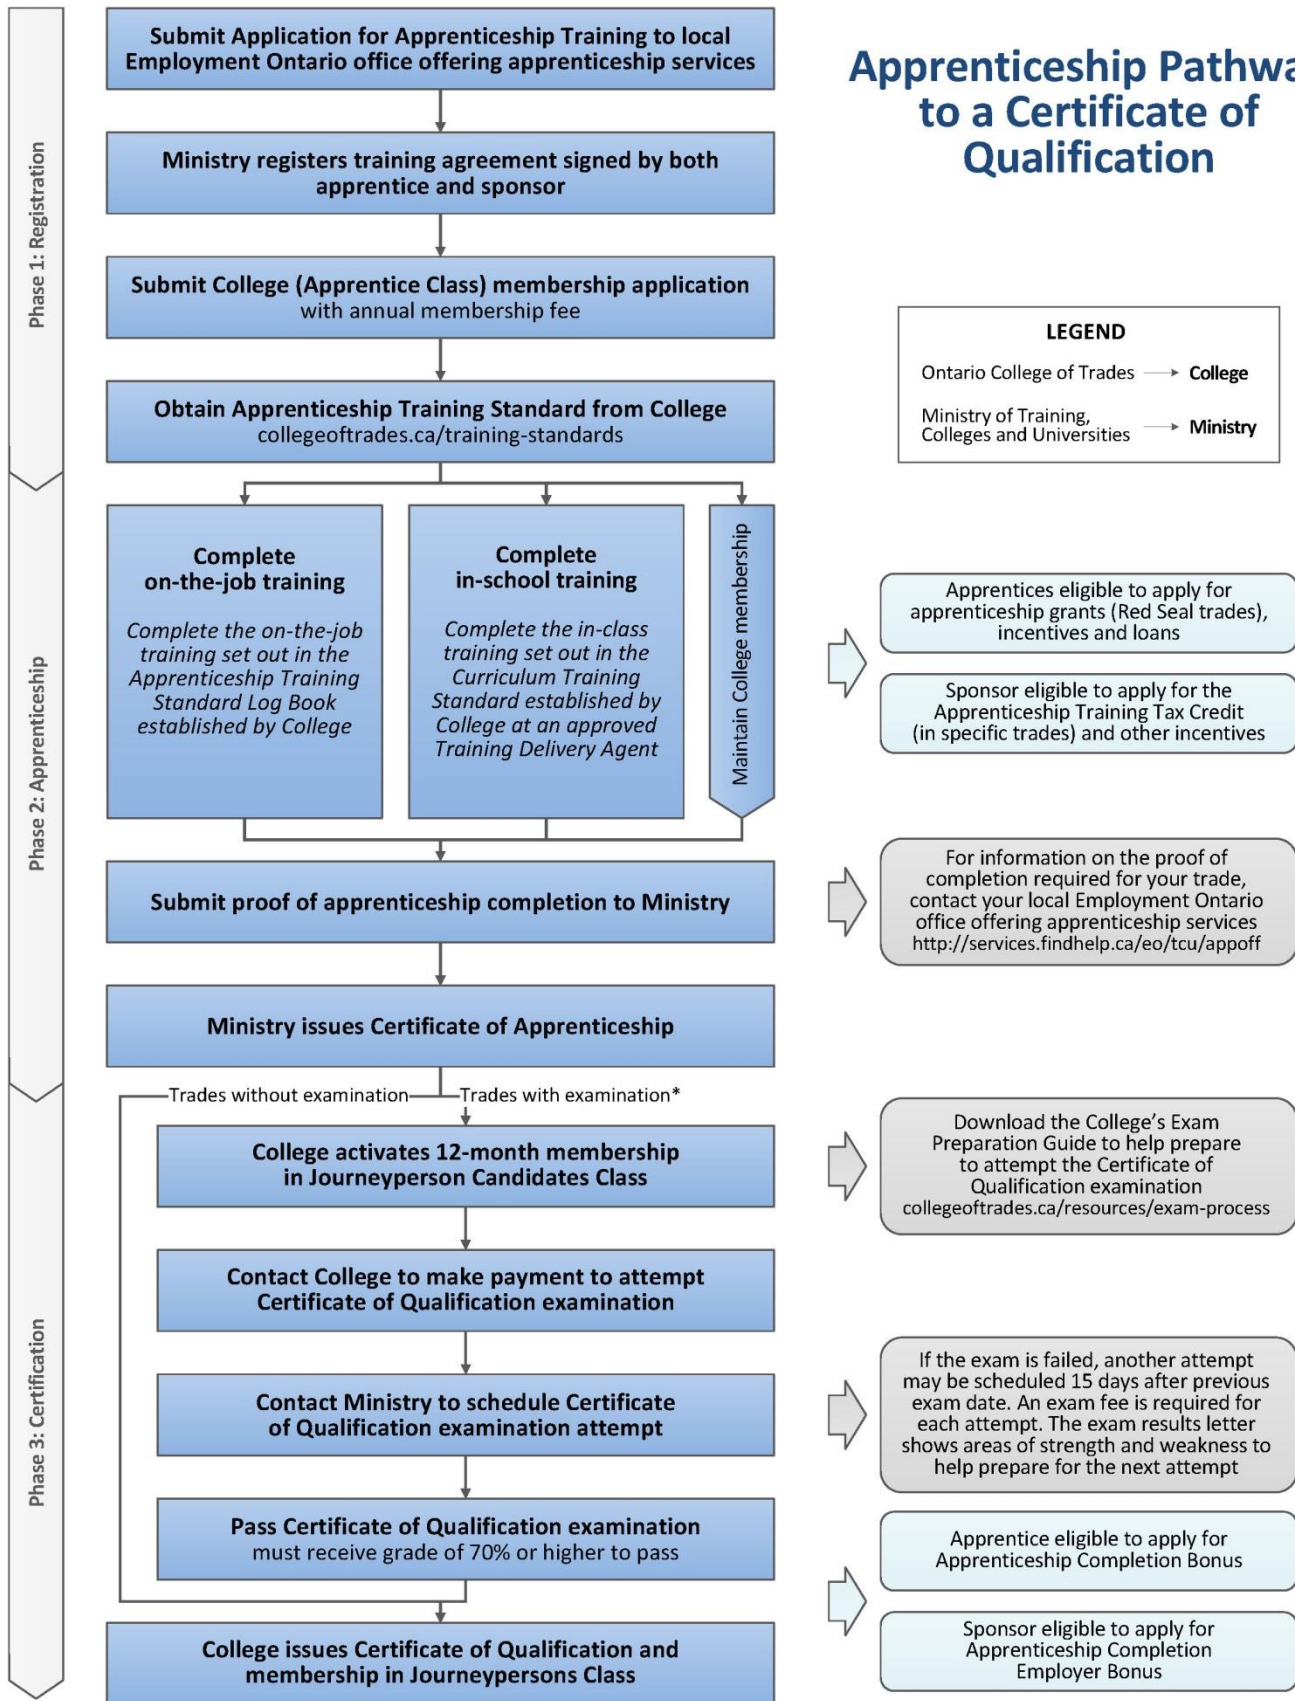 Submit Application for Apprenticeship Training to local
Employment Ontario office offering apprenticeship services
Apprenticeship Pathwa
to a Certificate of
Qualification
Phase 1: Registration
Ministry registers training agreement signed by both
apprentice and sponsor
Submit College (Apprentice Class) membership application
with annual membership fee
LEGEND
Ontario College of Trades → College
Ministry of Training,
Colleges and Universities → Ministry
Obtain Apprenticeship Training Standard from College
collegeoftrades.ca/training-standards
Phase 2: Apprenticeship
Complete
on-the-job training
Complete the on-the-job
training set out in the
Apprenticeship Training
Standard Log Book
established by College
Complete
in-school training
Complete the in-class
training set out in the
Curriculum Training
Standard established by
College at an approved
Training Delivery Agent
Maintain College membership
Apprentices eligible to apply for
apprenticeship grants (Red Seal trades),
incentives and loans
Sponsor eligible to apply for the
Apprenticeship Training Tax Credit
(in specific trades) and other incentives
Submit proof of apprenticeship completion to Ministry
For information on the proof of
completion required for your trade,
contact your local Employment Ontario
office offering apprenticeship services
http://services.findhelp.ca/eo/tcu/appoff
Ministry issues Certificate of Apprenticeship
Phase 3: Certification
Trades without examination
Trades with examination*
College activates 12-month membership
in Journeyperson Candidates Class
Download the College’s Exam
Preparation Guide to help prepare
to attempt the Certificate of
Qualification examination
collegeoftrades.ca/resources/exam-process
Contact College to make payment to attempt
Certificate of Qualification examination
Contact Ministry to schedule Certificate
of Qualification examination attempt
If the exam is failed, another attempt
may be scheduled 15 days after previous
exam date. An exam fee is required for
each attempt. The exam results letter
shows areas of strength and weakness to
help prepare for the next attempt
Pass Certificate of Qualification examination
must receive grade of 70% or higher to pass
Apprentice eligible to apply for
Apprenticeship Completion Bonus
College issues Certificate of Qualification and
membership in Journeypersons Class
Sponsor eligible to apply for
Apprenticeship Completion
Employer Bonus